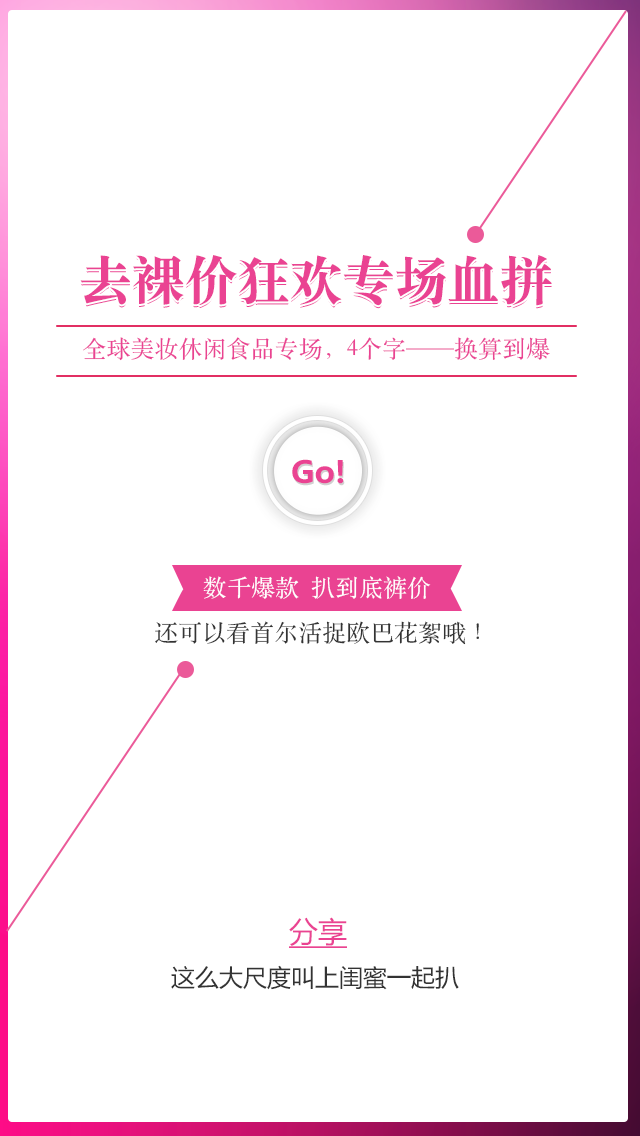 去裸价狂欢专场血拼
全球美妆休闲食品专场，4个字——换算到爆
Go!
数千爆款 扒到底裤价
还可以看首尔活捉欧巴花絮哦！
分享
这么大尺度叫上闺蜜一起扒